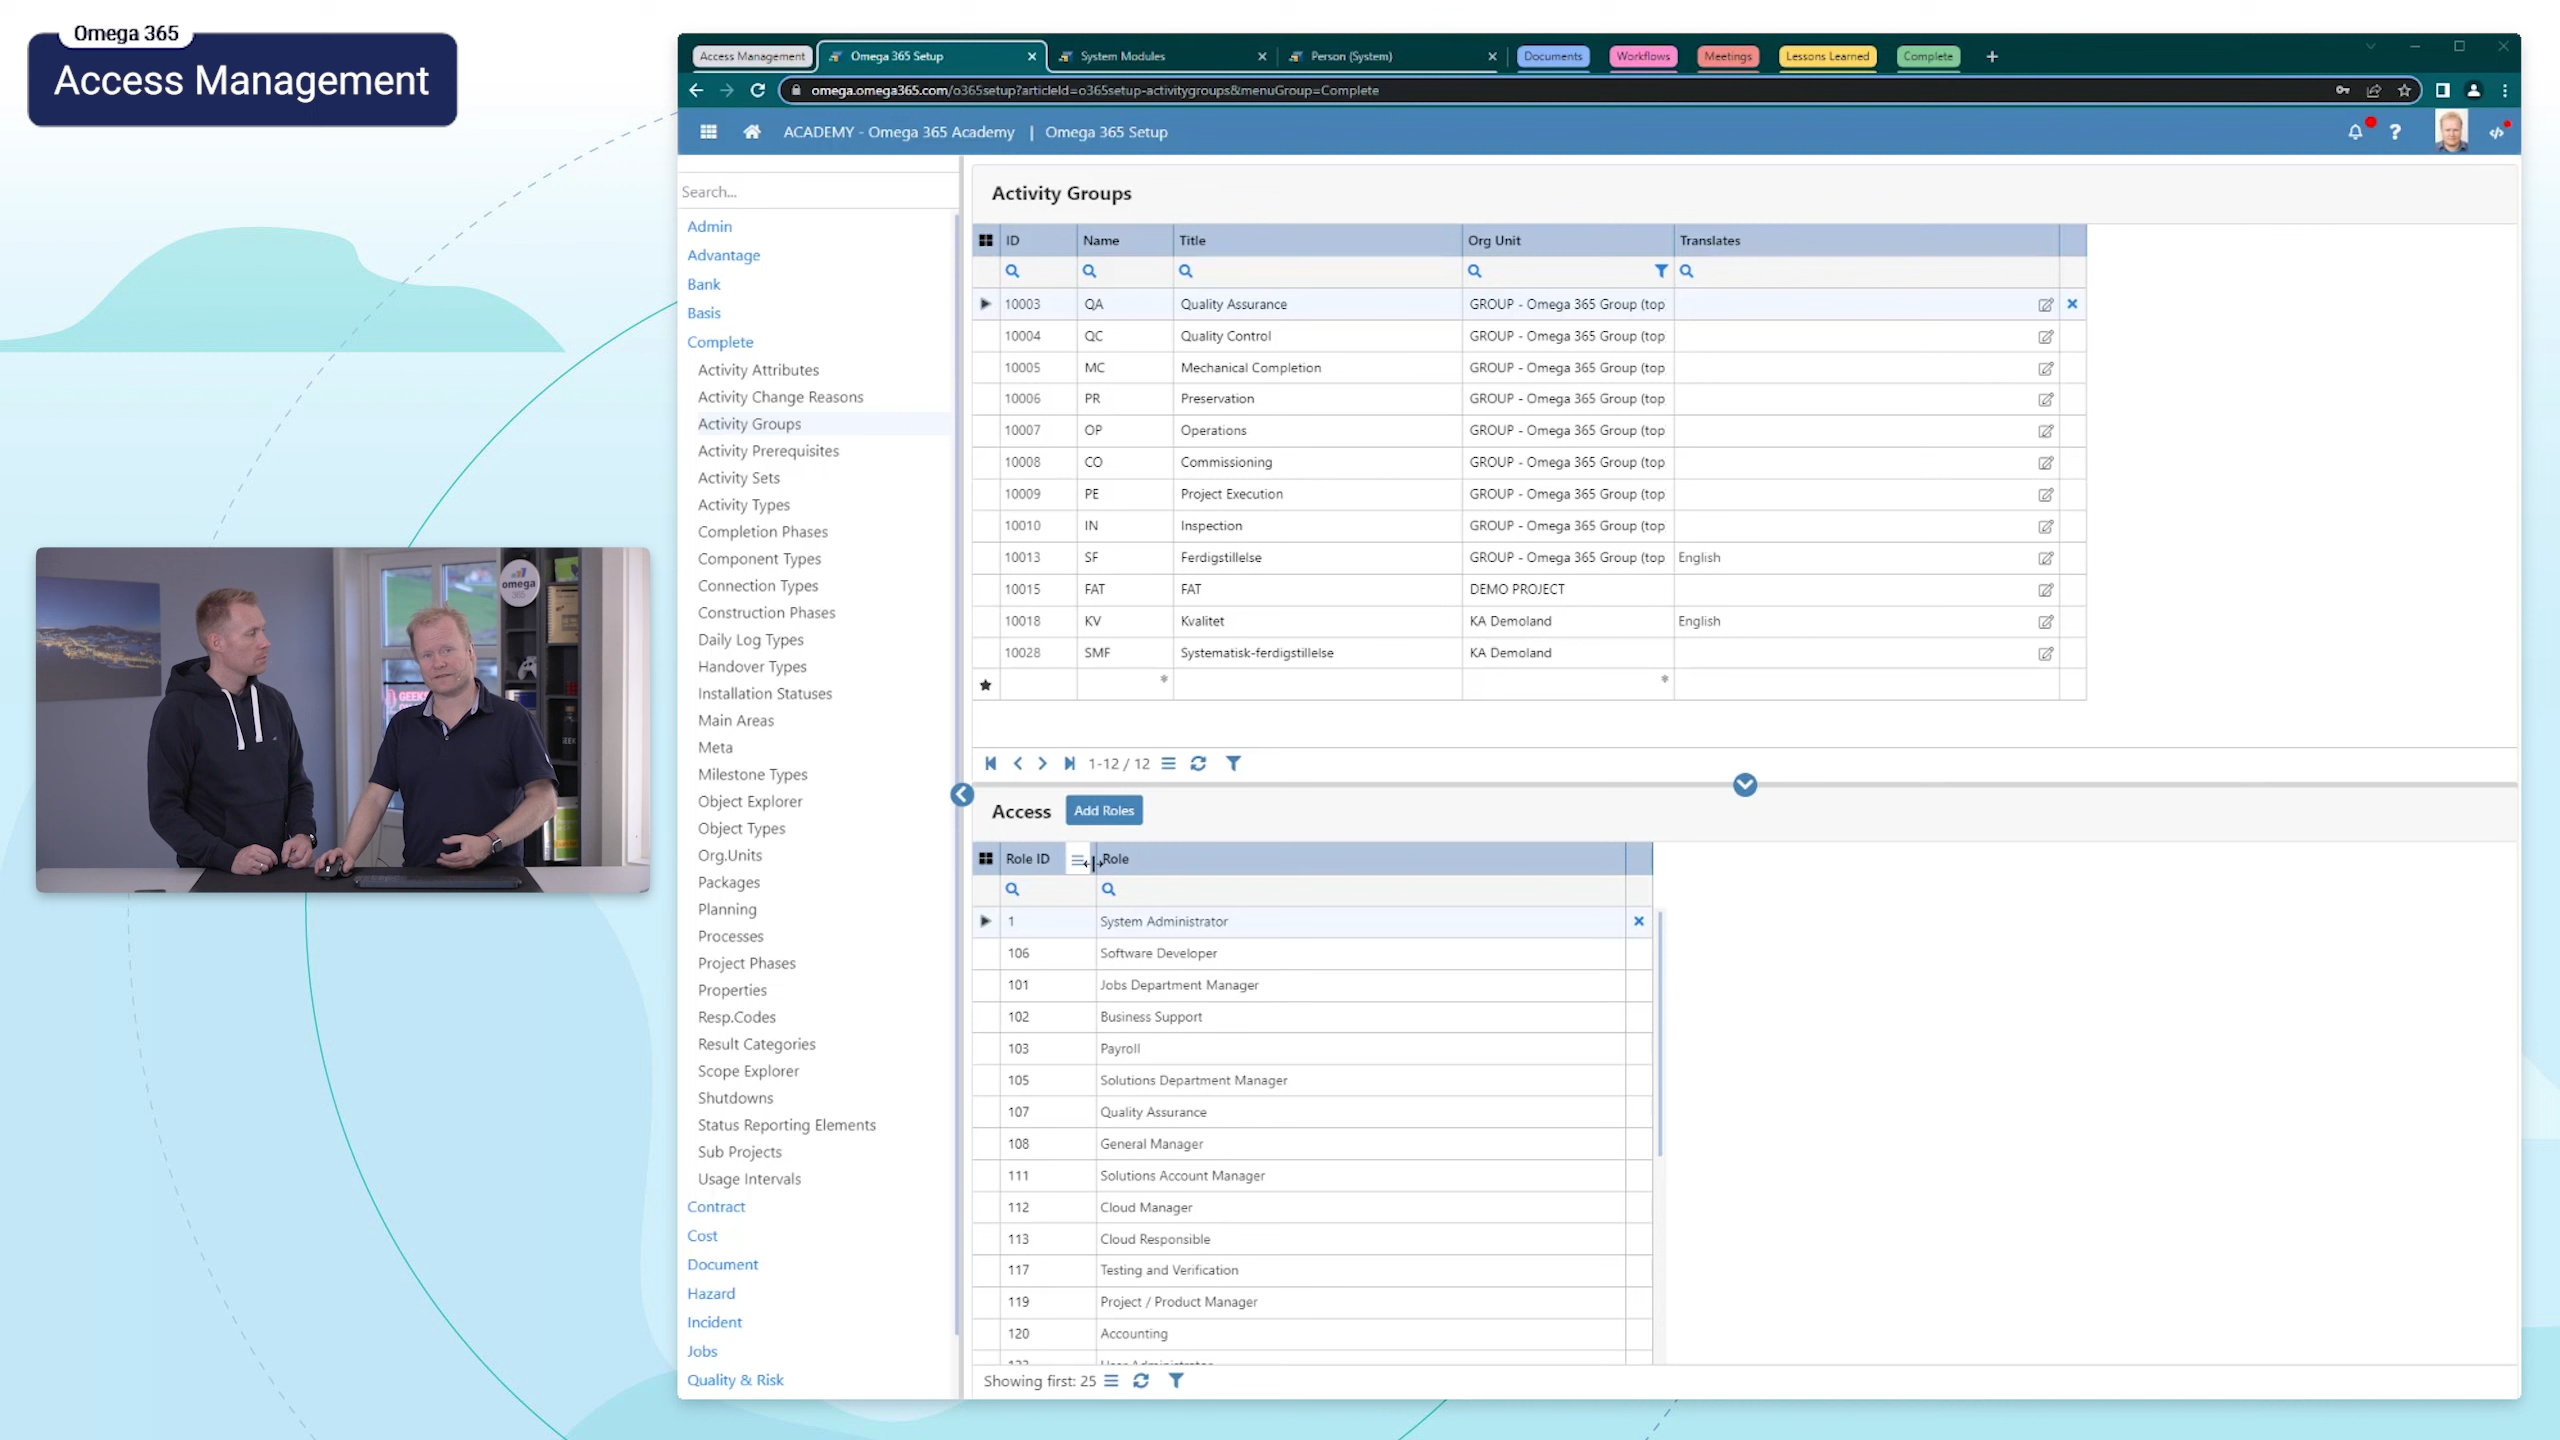 Omega 365
Access Management
Access Management
Omega 365 Setup
System Modules
Person (System)
Documents
Workflows
Meetings
Lessons Learned
Complete
omega.omega365.com/o365setup?articleId=o365setup-activitygroups&menuGroup=Complete
ACADEMY - Omega 365 Academy | Omega 365 Setup
Search...
Admin
Advantage
Bank
Basis
Complete
Activity Attributes
Activity Change Reasons
Activity Groups
Activity Prerequisites
Activity Sets
Activity Types
Completion Phases
Component Types
Connection Types
Construction Phases
Daily Log Types
Handover Types
Installation Statuses
Main Areas
Meta
Milestone Types
Object Explorer
Object Types
Org.Units
Packages
Planning
Processes
Project Phases
Properties
Resp.Codes
Result Categories
Scope Explorer
Shutdowns
Status Reporting Elements
Sub Projects
Usage Intervals
Contract
Cost
Document
Hazard
Incident
Jobs
Quality & Risk
Activity Groups
ID Name Title Org Unit Translates
10003 QA Quality Assurance GROUP - Omega 365 Group (top
10004 QC Quality Control GROUP - Omega 365 Group (top
10005 MC Mechanical Completion GROUP - Omega 365 Group (top
10006 PR Preservation GROUP - Omega 365 Group (top
10007 OP Operations GROUP - Omega 365 Group (top
10008 CO Commissioning GROUP - Omega 365 Group (top
10009 PE Project Execution GROUP - Omega 365 Group (top
10010 IN Inspection GROUP - Omega 365 Group (top
10013 SF Ferdigstillelse GROUP - Omega 365 Group (top English
10015 FAT FAT DEMO PROJECT
10018 KV Kvalitet KA Demoland English
10028 SMF Systematisk-ferdigstillelse KA Demoland
* *
1-12 / 12
Access Add Roles
Role ID Role
1 System Administrator
106 Software Developer
101 Jobs Department Manager
102 Business Support
103 Payroll
105 Solutions Department Manager
107 Quality Assurance
108 General Manager
111 Solutions Account Manager
112 Cloud Manager
113 Cloud Responsible
117 Testing and Verification
119 Project / Product Manager
120 Accounting
Showing first: 25
omega
365
GEEKS
GEEK